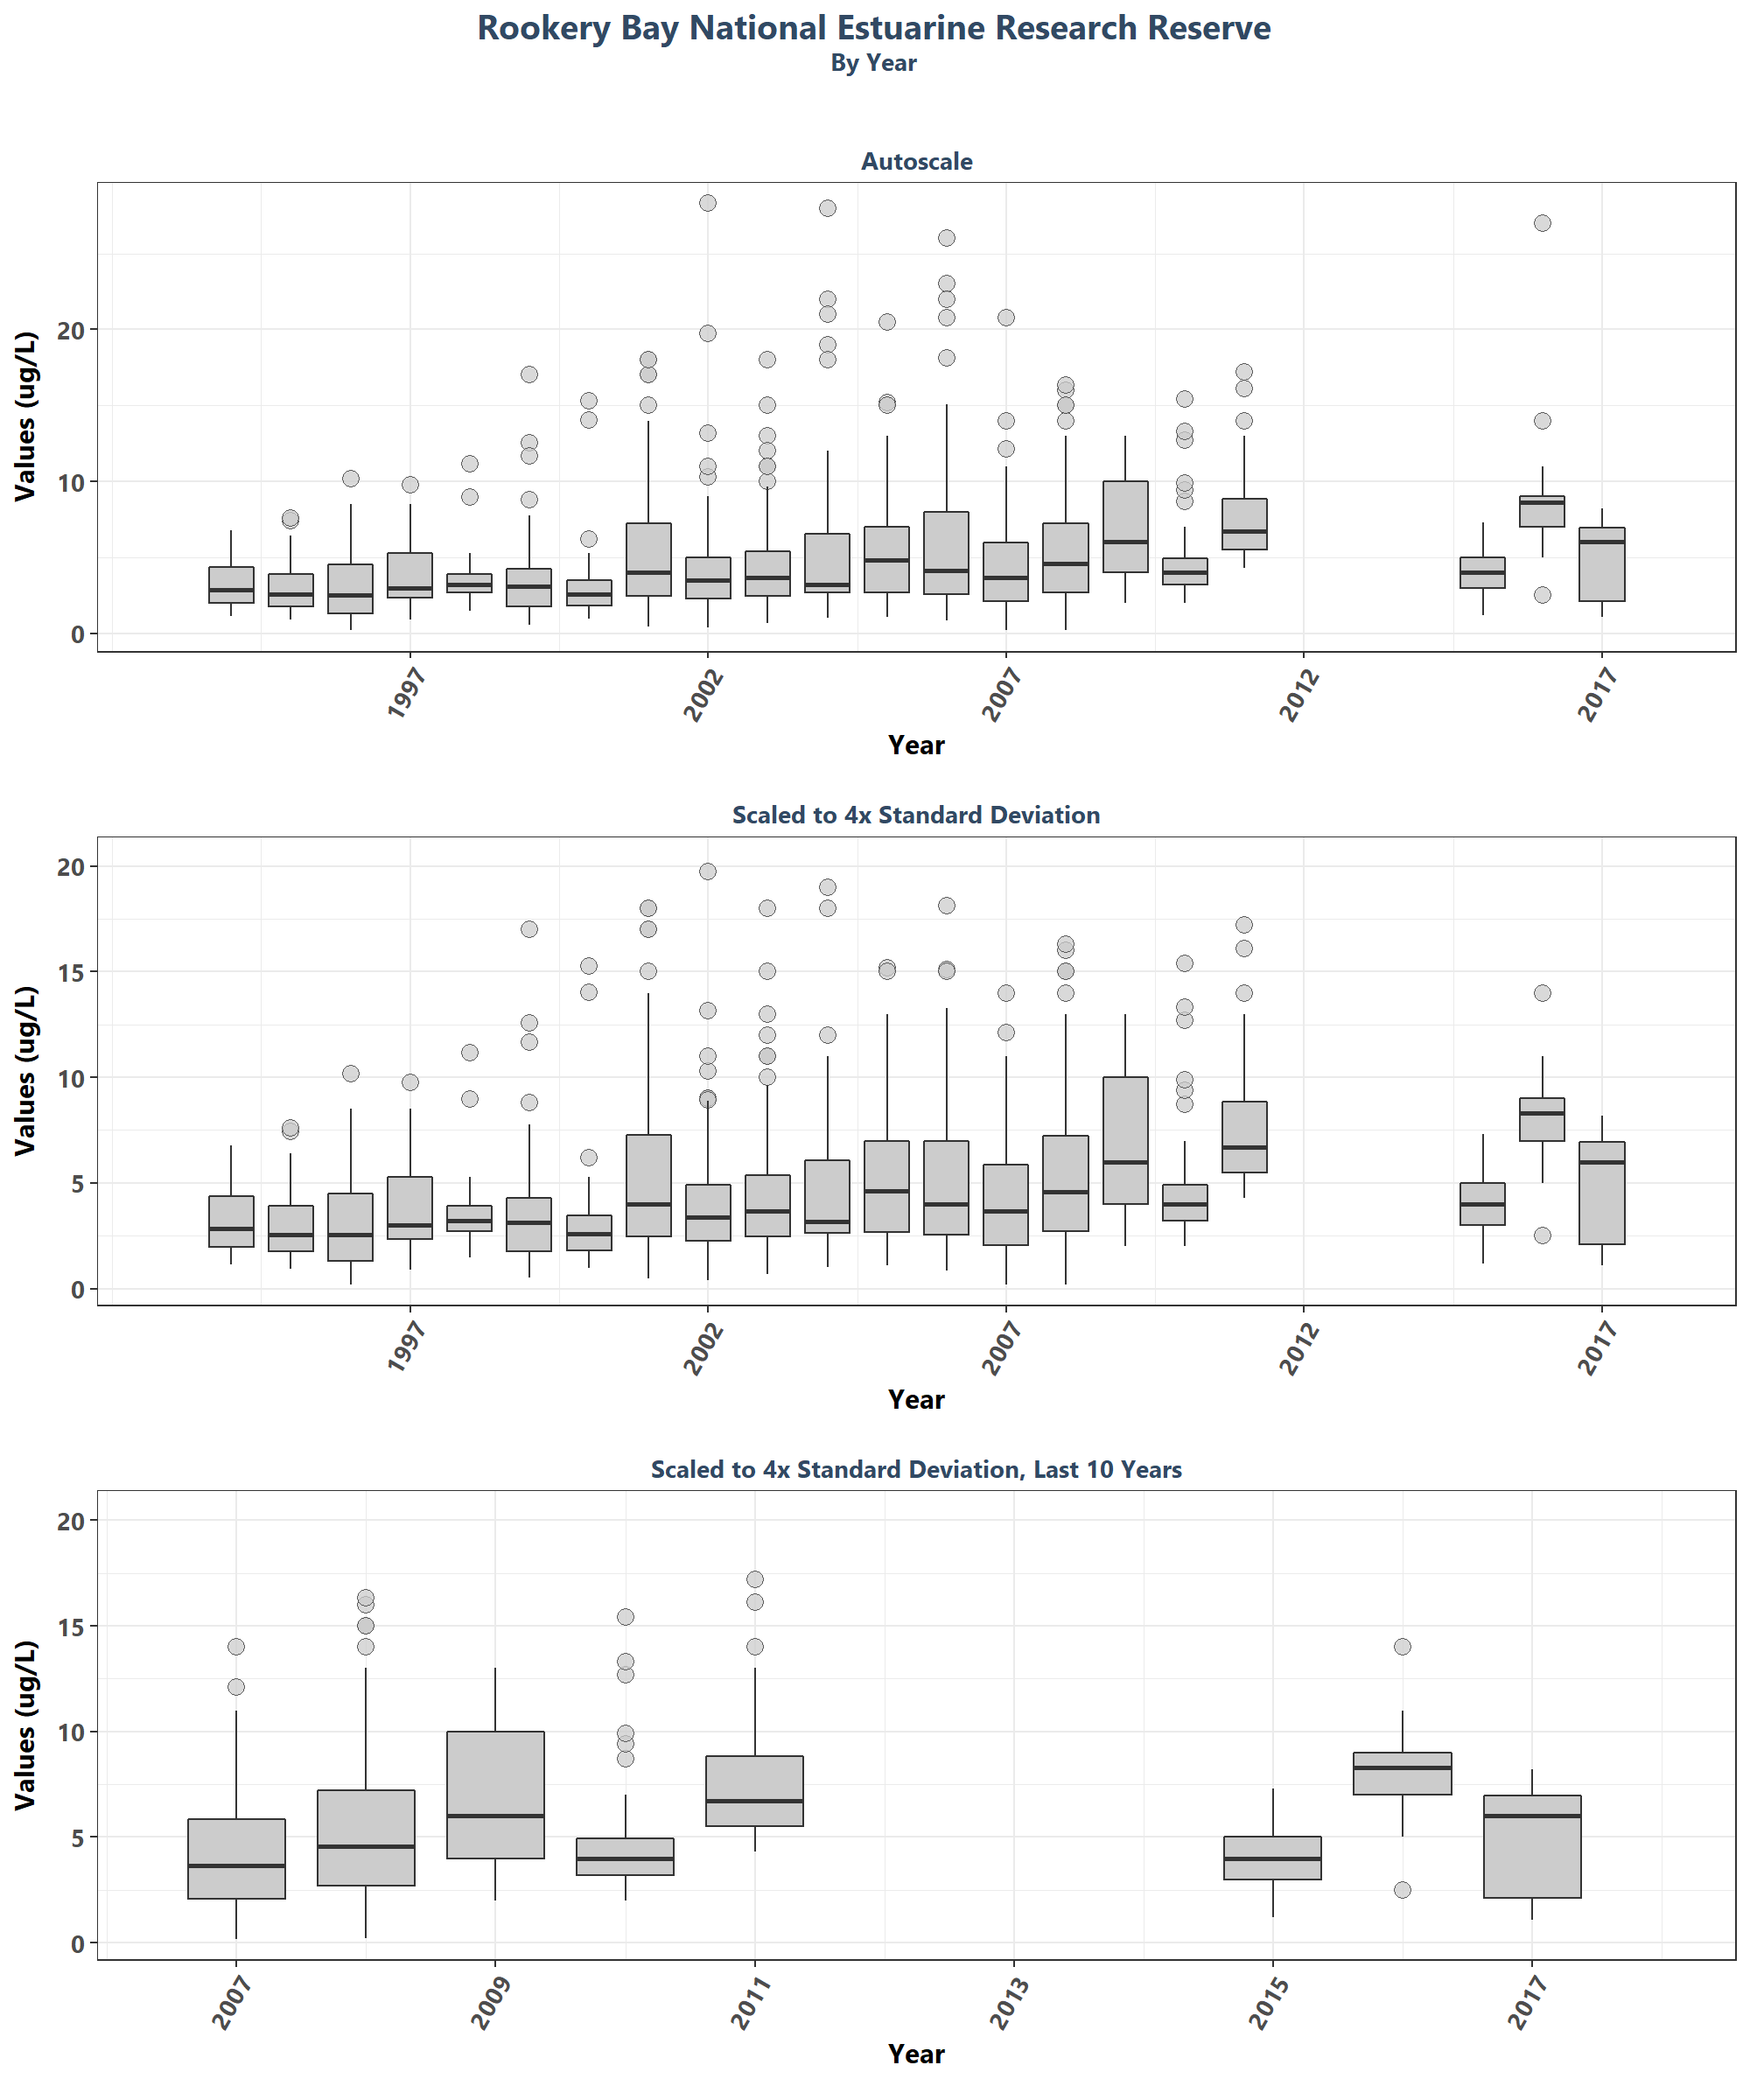 Rookery Bay National Estuarine Research Reserve
By Year
Autoscale
Values (ug/L)
20
10
0
1997
2002
2007
2012
2017
Year
Scaled to 4x Standard Deviation
Values (ug/L)
20
15
10
5
0
1997
2002
2007
2012
2017
Year
Scaled to 4x Standard Deviation, Last 10 Years
Values (ug/L)
20
15
10
5
0
2007
2009
2011
2013
2015
2017
Year